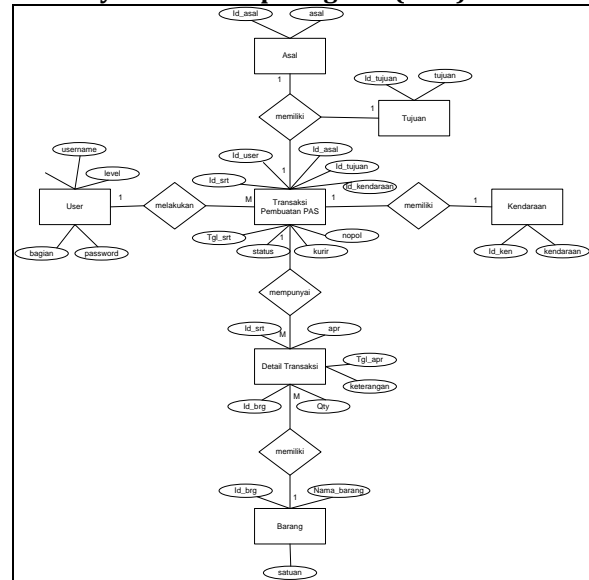 Id_asal
asal
Asal
1
Id_tujuan
tujuan
memiliki
1
Tujuan
username
Id_user
1
Id_asal
level
Id_srt
Id_tujuan
Id_kendaraan
User
1
melakukan
M
Transaksi
Pembuatan PAS
1
memiliki
1
Kendaraan
Tgl_srt
1
nopol
bagian
password
status
kurir
Id_ken
kendaraan
mempunyai
Id_srt
M
apr
Detail Transaksi
Tgl_apr
keterangan
Id_brg
M
Qty
memiliki
Id_brg
1
Nama_barang
Barang
satuan